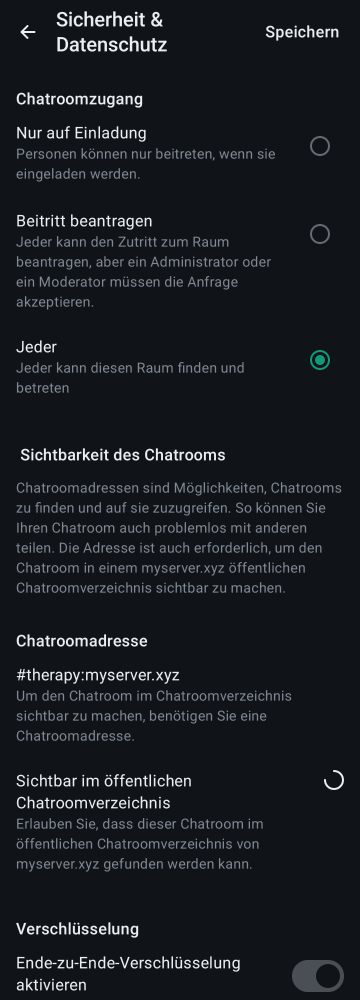 Sicherheit &
Datenschutz
Speichern
Chatroomzugang
Nur auf Einladung
Personen können nur beitreten, wenn sie
eingeladen werden.
Beitritt beantragen
Jeder kann den Zutritt zum Raum
beantragen, aber ein Administrator oder
ein Moderator müssen die Anfrage
akzeptieren.
Jeder
Jeder kann diesen Raum finden und
betreten
Sichtbarkeit des Chatrooms
Chatroomadressen sind Möglichkeiten, Chatrooms
zu finden und auf sie zuzugreifen. So können Sie
Ihren Chatroom auch problemlos mit anderen
teilen. Die Adresse ist auch erforderlich, um den
Chatroom in einem myserver.xyz öffentlichen
Chatroomverzeichnis sichtbar zu machen.
Chatroomadresse
#therapy:myserver.xyz
Um den Chatroom im Chatroomverzeichnis
sichtbar zu machen, benötigen Sie eine
Chatroomadresse.
Sichtbar im öffentlichen
Chatroomverzeichnis
Erlauben Sie, dass dieser Chatroom im
öffentlichen Chatroomverzeichnis von
myserver.xyz gefunden werden kann.
Verschlüsselung
Ende-zu-Ende-Verschlüsselung
aktivieren